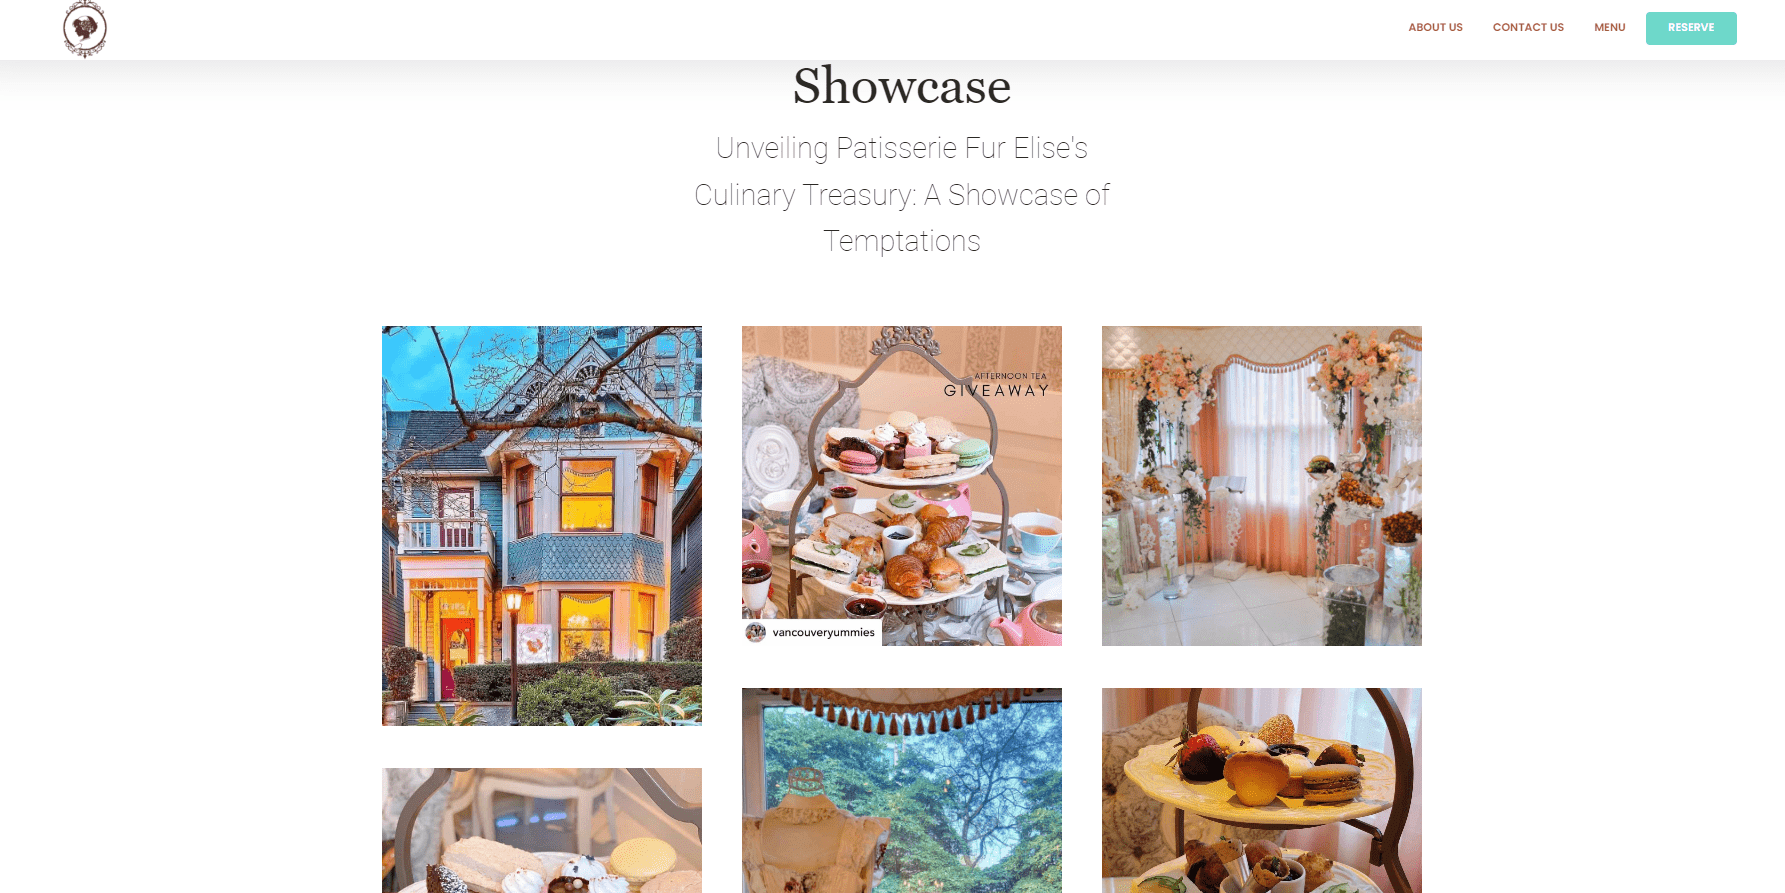 ABOUT US
CONTACT US
MENU
RESERVE
Showcase
Unveiling Patisserie Fur Elise's
Culinary Treasury: A Showcase of
Temptations
AFTERNOON TEA
GIVEAWAY
vancouveryummies